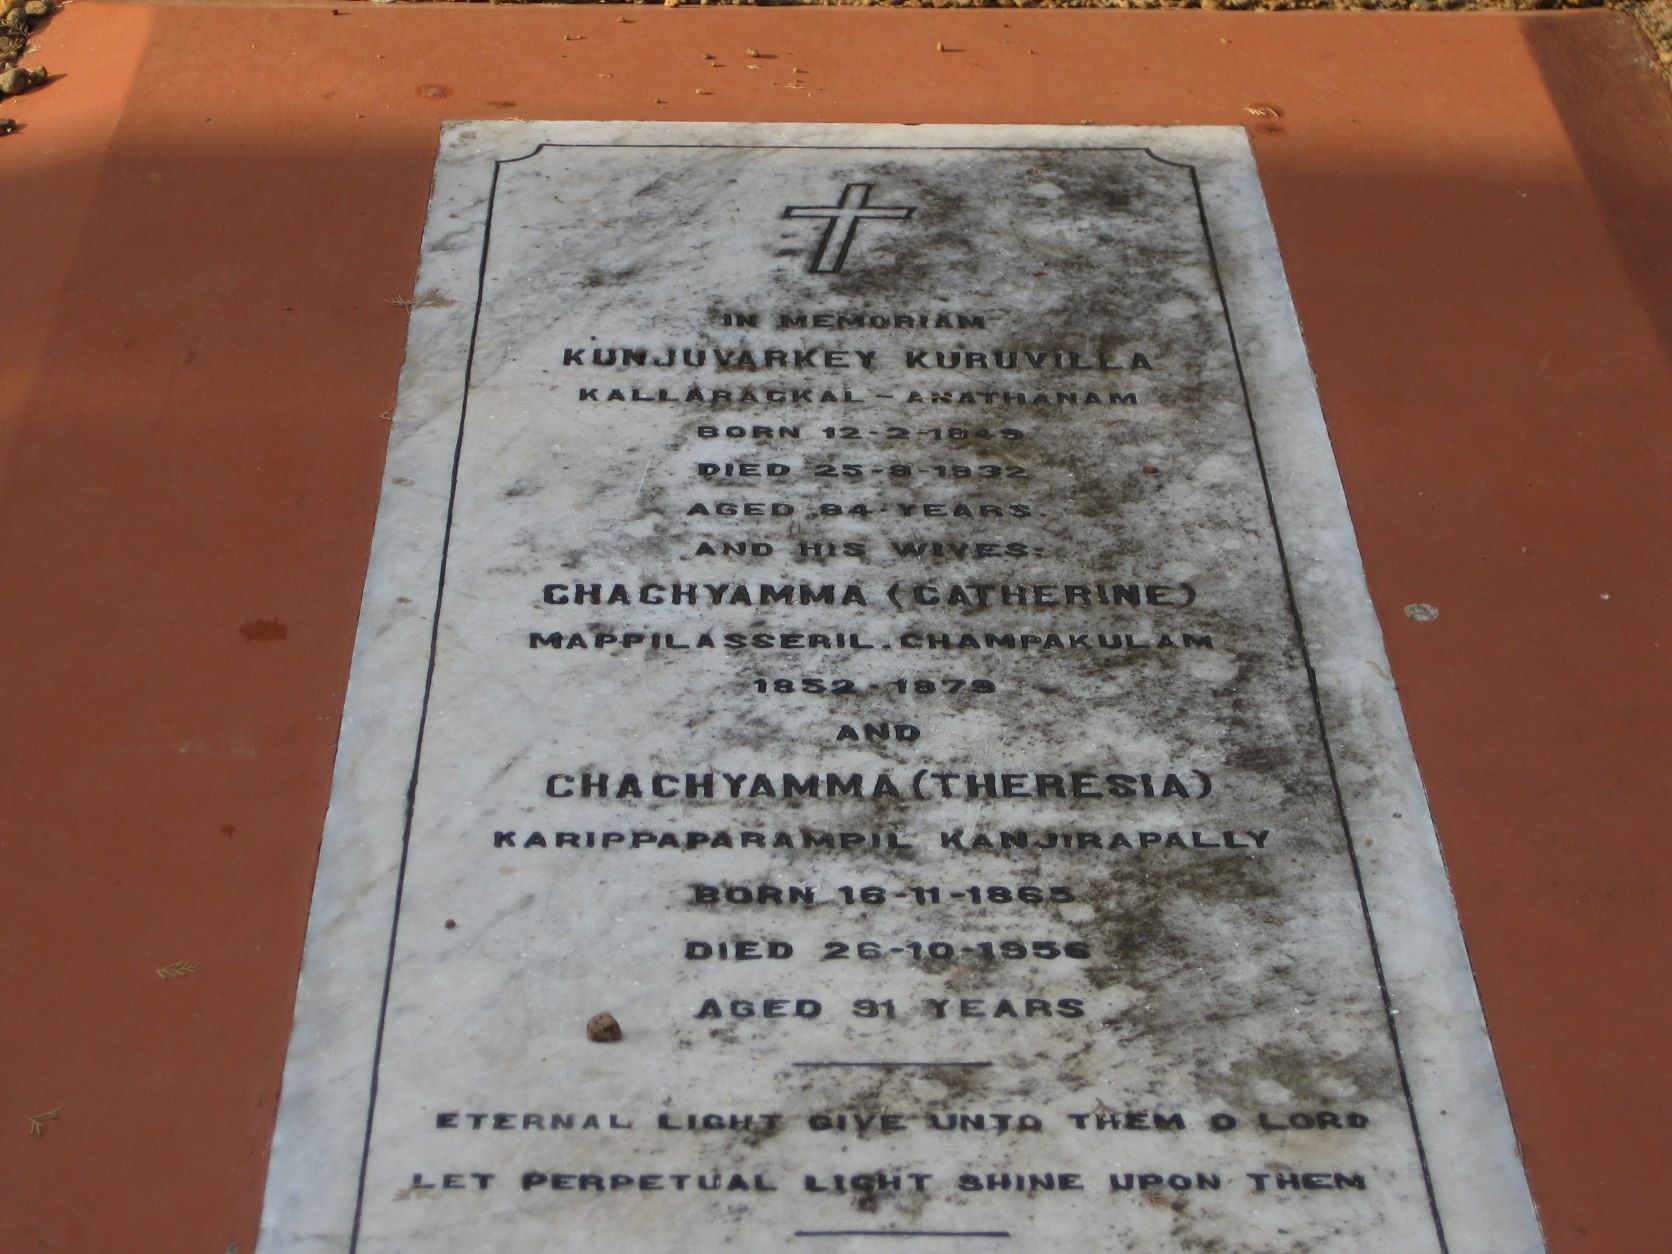 IN MEMORIAM
KUNJUVARKEY KURUVILLA
KALLARACKAL - ANATHANAM
BORN 12-2-1849
DIED 25-8-1932
AGED 84 YEARS.
AND HIS WIVES:
CHACHYAMMA (CATHERINE)
MAPPILASSERIL, CHAMPAKULAM
1852 - 1879
AND
CHACHYAMMA (THERESIA)
KARIPPAPARAMPIL KANJIRAPALLY
BORN 16-11-1865
DIED 26-10-1956
AGED 91 YEARS
ETERNAL LIGHT GIVE UNTO THEM O LORD
LET PERPETUAL LIGHT SHINE UPON THEM